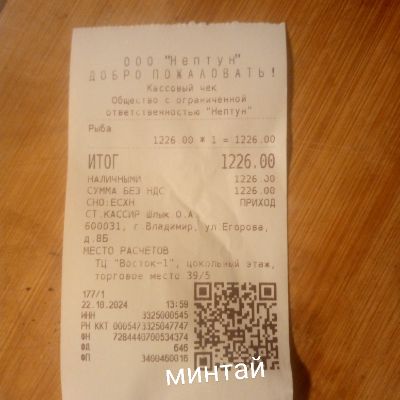 ООО "Нептун"
ДОБРО ПОЖАЛОВАТЬ!
Кассовый чек
Общество с ограниченной
ответственностью "Нептун"
Рыба
1226.00 * 1 = 1226.00
ИТОГ 1226.00
НАЛИЧНЫМИ 1226.00
СУММА БЕЗ НДС 1226.00
СНО:ЕСХН ПРИХОД
СТ.КАССИР Шлык О.А.
600031, г.Владимир, ул.Егорова,
д.8Б
МЕСТО РАСЧЕТОВ
ТЦ "Восток-1", цокольный этаж,
торговое место 39/5
177/1
22.10.2024 13:59
ИНН 3325000545
РН ККТ 0005473325047747
ФН 7284440700534374
ФД 646
ФП 3400460016
минтай